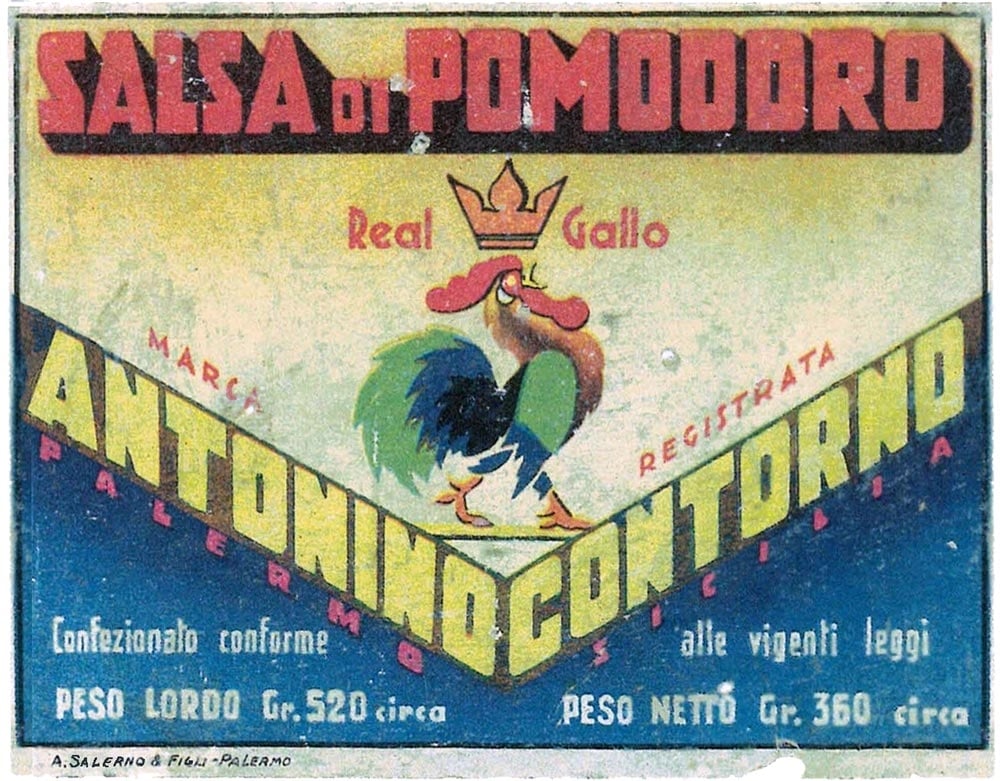 SALSA DI POMODORO
Real Gallo
MARCA REGISTRATA
ANTONINO CONTORNO
PALERMO SICILIA
Confezionato conforme alle vigenti leggi
PESO LORDO Gr. 520 circa PESO NETTO Gr. 360 circa
A. SALERNO & FIGLI - PALERMO